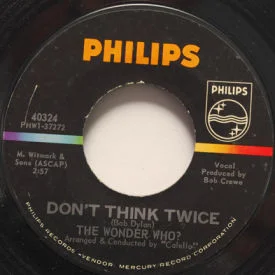 PHILIPS
40324
PHW1-37272
PHILIPS
M. Witmark &
Sons (ASCAP)
2:57
Vocal
Produced by
Bob Crewe
DON'T THINK TWICE
(Bob Dylan)
THE WONDER WHO?
Arranged & Conducted by "Calello"
PHILIPS RECORDS • VENDOR: MERCURY RECORD CORPORATION